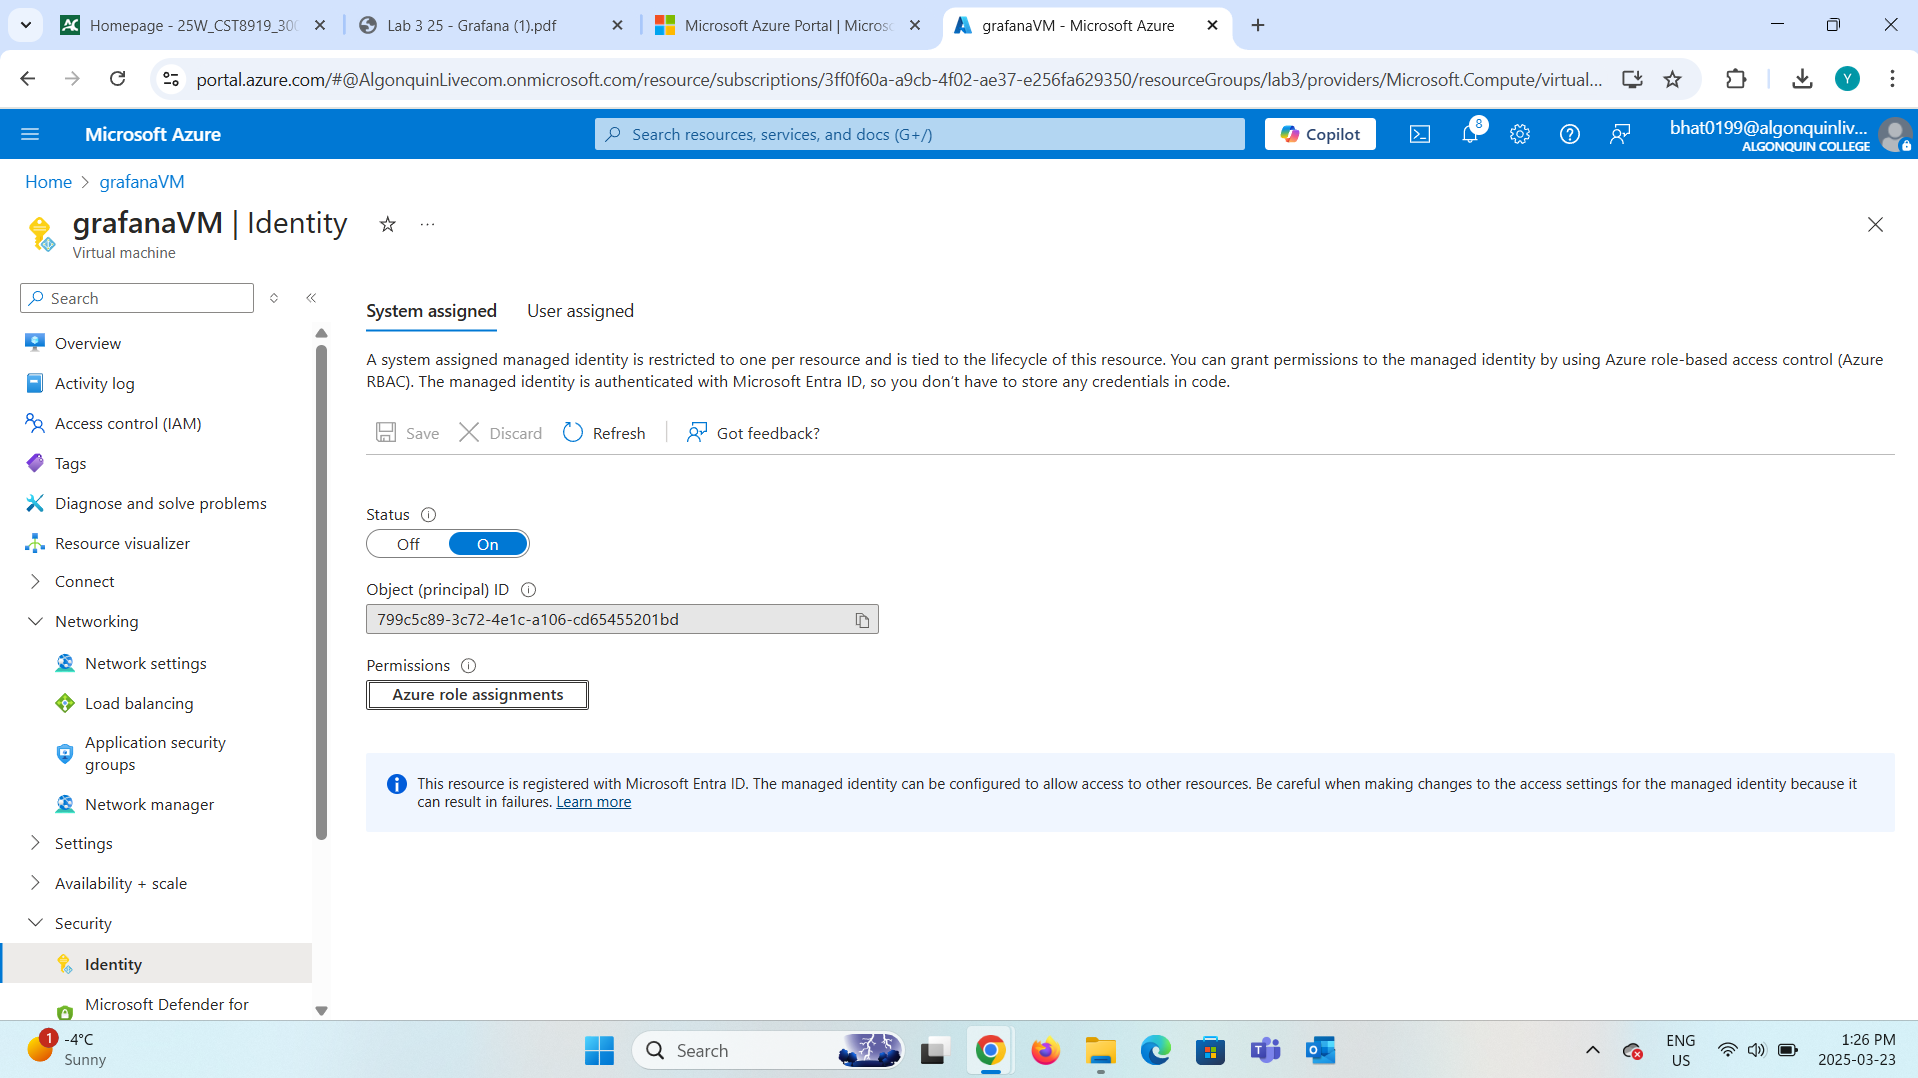 Homepage - 25W_CST8919_300
Lab 3 25 - Grafana (1).pdf
Microsoft Azure Portal | Microso
grafanaVM - Microsoft Azure
portal.azure.com/#@AlgonquinLivecom.onmicrosoft.com/resource/subscriptions/3ff0f60a-a9cb-4f02-ae37-e256fa629350/resourceGroups/lab3/providers/Microsoft.Compute/virtual...
Y
Microsoft Azure
Search resources, services, and docs (G+/)
Copilot
8
bhat0199@algonquinliv...
ALGONQUIN COLLEGE
Home > grafanaVM
grafanaVM | Identity
Virtual machine
Search
Overview
Activity log
Access control (IAM)
Tags
Diagnose and solve problems
Resource visualizer
Connect
Networking
Network settings
Load balancing
Application security
groups
Network manager
Settings
Availability + scale
Security
Identity
Microsoft Defender for
System assigned
User assigned
A system assigned managed identity is restricted to one per resource and is tied to the lifecycle of this resource. You can grant permissions to the managed identity by using Azure role-based access control (Azure
RBAC). The managed identity is authenticated with Microsoft Entra ID, so you don't have to store any credentials in code.
Save
Discard
Refresh
Got feedback?
Status
Off
On
Object (principal) ID
799c5c89-3c72-4e1c-a106-cd65455201bd
Permissions
Azure role assignments
This resource is registered with Microsoft Entra ID. The managed identity can be configured to allow access to other resources. Be careful when making changes to the access settings for the managed identity because it
can result in failures. Learn more
1
-4°C
Sunny
Search
ENG
US
1:26 PM
2025-03-23